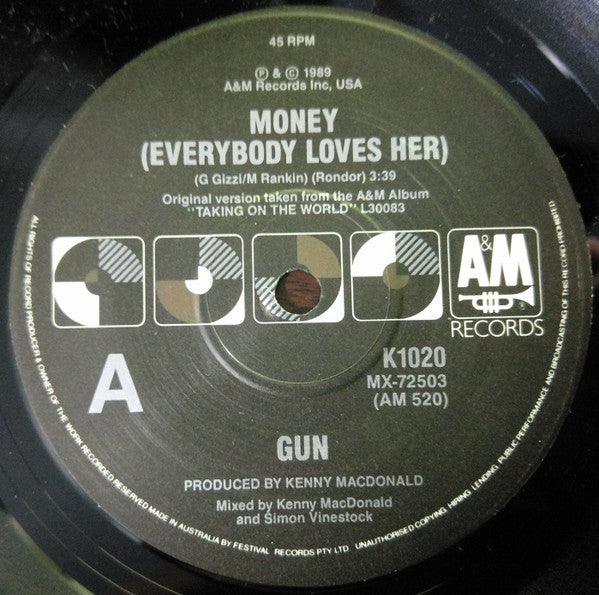 45 RPM
℗ & © 1989
A&M Records Inc, USA
MONEY
(EVERYBODY LOVES HER)
(G Gizzi/M Rankin) (Rondor) 3:39
Original version taken from the A&M Album
"TAKING ON THE WORLD" L30083
A&M
®
RECORDS
A
K1020
MX-72503
(AM 520)
GUN
PRODUCED BY KENNY MACDONALD
Mixed by Kenny MacDonald
and Simon Vinestock
ALL RIGHTS OF RECORD PRODUCER & OWNER OF THE WORK RECORDED RESERVED MADE IN AUSTRALIA BY FESTIVAL RECORDS PTY LTD. UNAUTHORISED COPYING, HIRING, LENDING, PUBLIC PERFORMANCE AND BROADCASTING OF THIS RECORD PROHIBITED